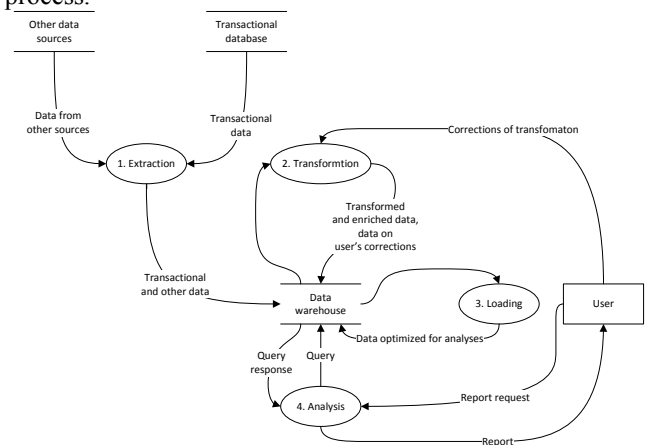 process.
Other data
sources
Transactional
database
Data from
other sources
Transactional
data
Corrections of transfomaton
1. Extraction
2. Transformtion
Transformed
and enriched data,
data on
user's corrections
Transactional
and other data
Data
warehouse
3. Loading
User
Data optimized for analyses
Query
response
Query
Report request
4. Analysis
Report